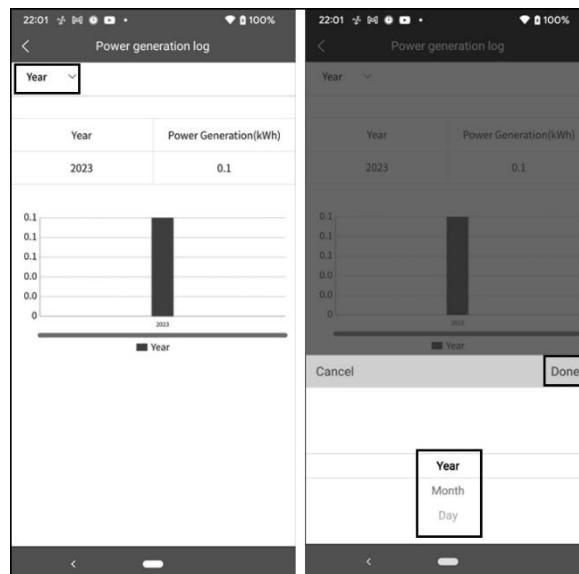 22:01 100%
Power generation log
Year
Year Power Generation(kWh)
2023 0.1
0.1
0.1
0.1
0.0
0.0
0
2023
Year
22:01 100%
Power generation log
Year
Year Power Generation(kWh)
2023 0.1
0.1
0.1
0.1
0.0
0.0
0
2023
Year
Cancel Done
Year
Month
Day